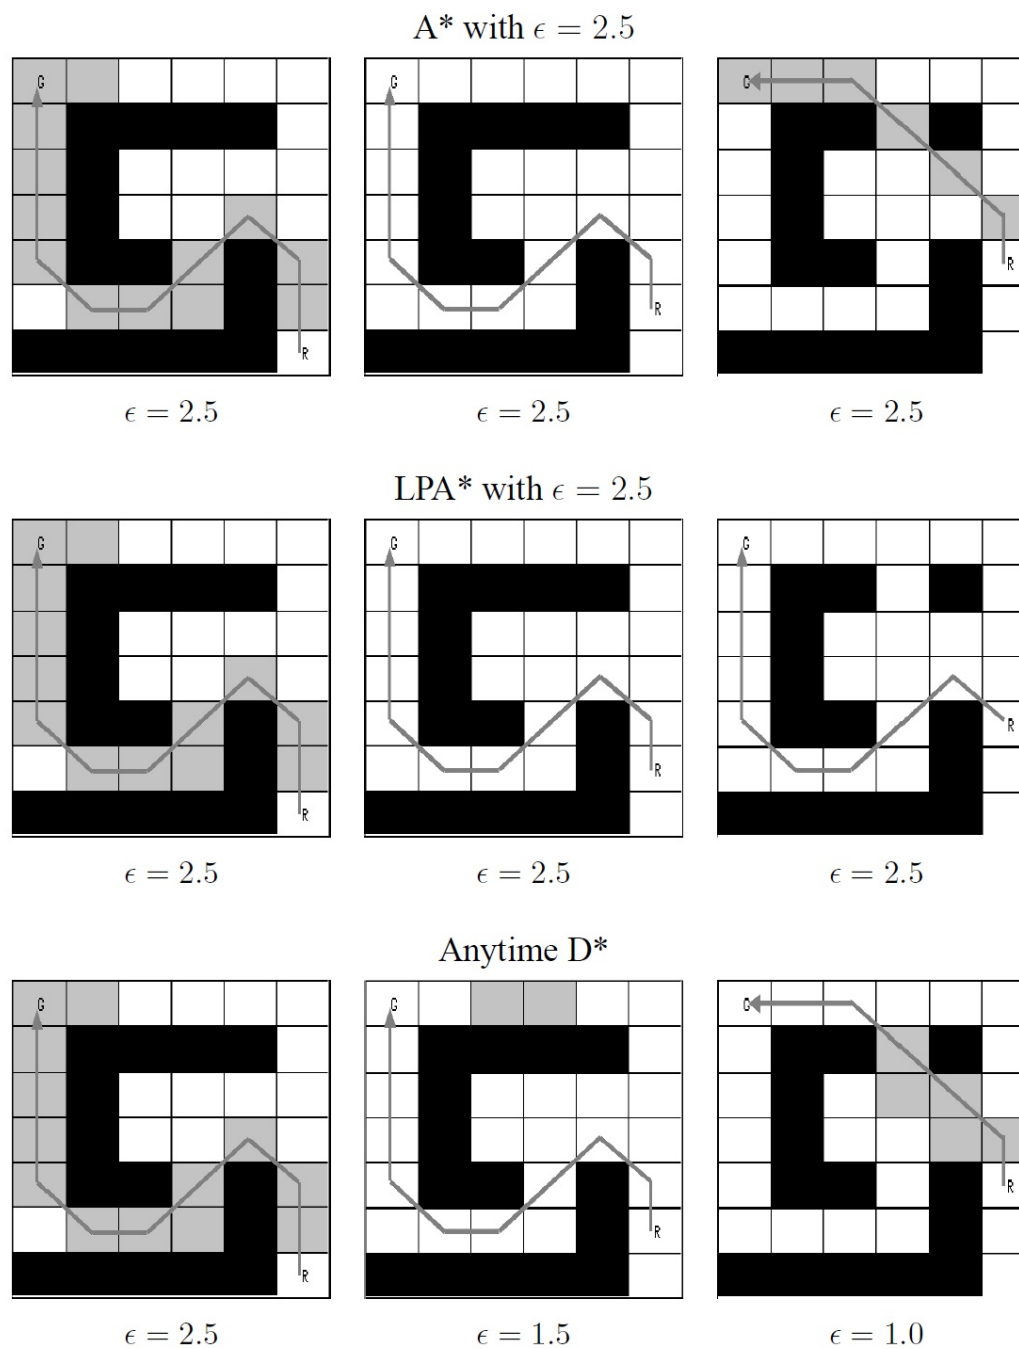 A* with ϵ = 2.5
G G G
R R R
ϵ = 2.5 ϵ = 2.5 ϵ = 2.5
LPA* with ϵ = 2.5
G G G
R R R
ϵ = 2.5 ϵ = 2.5 ϵ = 2.5
Anytime D*
G G G
R R R
ϵ = 2.5 ϵ = 1.5 ϵ = 1.0